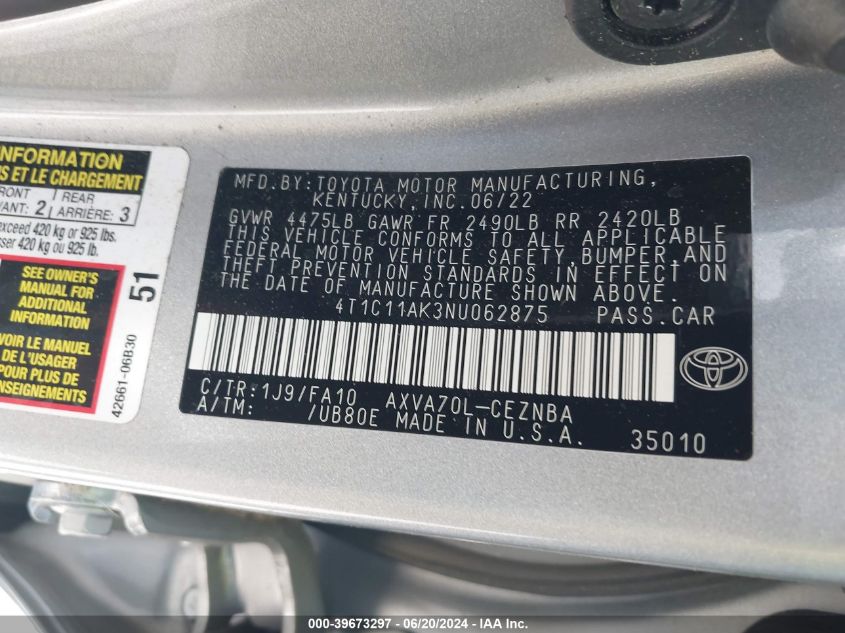 INFORMATION
S ET LE CHARGEMENT
RONT
ANT: 2
REAR
ARRIÈRE: 3
exceed 420 kg or 925 lbs.
ser 420 kg ou 925 lb.
SEE OWNER'S
MANUAL FOR
ADDITIONAL
INFORMATION
VOIR LE MANUEL
DE L'USAGER
POUR PLUS DE
ENSEIGNEMENTS
51
42661-06B30
MFD.BY:TOYOTA MOTOR MANUFACTURING,
KENTUCKY,INC.06/22
GVWR 4475LB GAWR FR 2490LB RR 2420LB
THIS VEHICLE CONFORMS TO ALL APPLICABLE
FEDERAL MOTOR VEHICLE SAFETY,BUMPER,AND
THEFT PREVENTION STANDARDS IN EFFECT ON
THE DATE OF MANUFACTURE SHOWN ABOVE.
4T1C11AK3NU062875 PASS.CAR
C/TR:1J9/FA10 AXVA70L-CEZNBA
A/TM: /UB80E MADE IN U.S.A. 35010
000-39673297 - 06/20/2024 - IAA Inc.